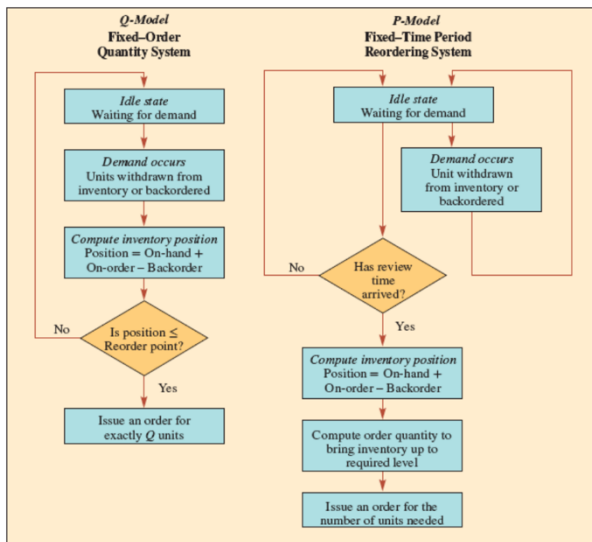 Q-Model
Fixed–Order
Quantity System
Idle state
Waiting for demand
Demand occurs
Units withdrawn from
inventory or backordered
Compute inventory position
Position = On-hand +
On-order – Backorder
No
Is position ≤
Reorder point?
Yes
Issue an order for
exactly Q units
P-Model
Fixed–Time Period
Reordering System
Idle state
Waiting for demand
Demand occurs
Unit withdrawn
from inventory or
backordered
No
Has review
time
arrived?
Yes
Compute inventory position
Position = On-hand +
On-order – Backorder
Compute order quantity to
bring inventory up to
required level
Issue an order for the
number of units needed